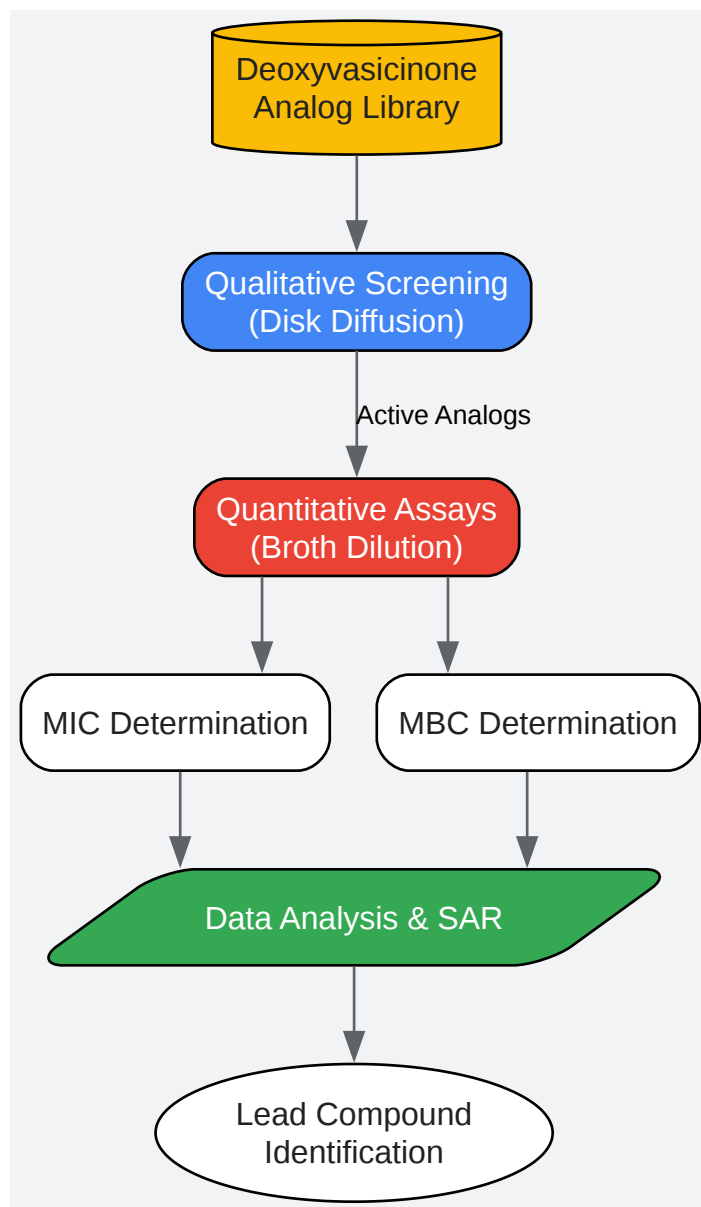 Deoxyvasicinone
Analog Library
Qualitative Screening
(Disk Diffusion)
Active Analogs
Quantitative Assays
(Broth Dilution)
MIC Determination
MBC Determination
Data Analysis & SAR
Lead Compound
Identification